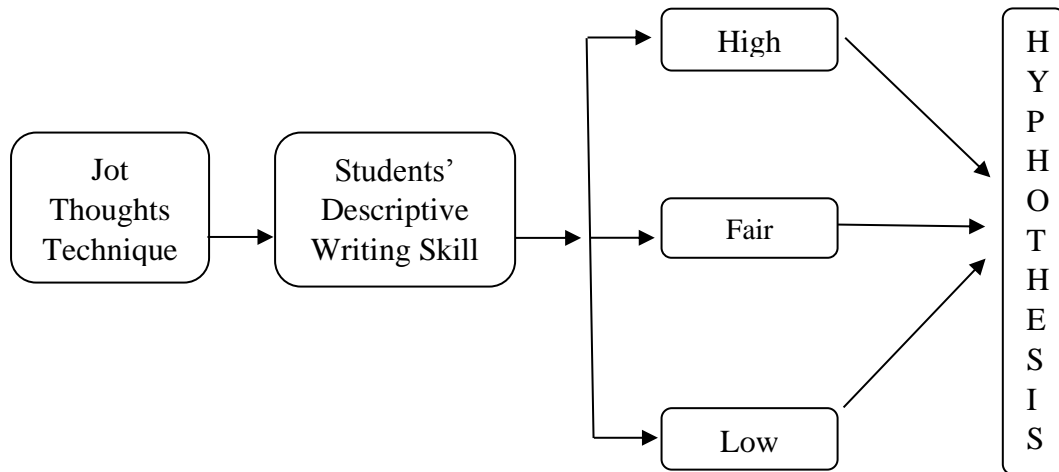 Jot
Thoughts
Technique
Students’
Descriptive
Writing Skill
High
Fair
Low
H
Y
P
H
O
T
H
E
S
I
S